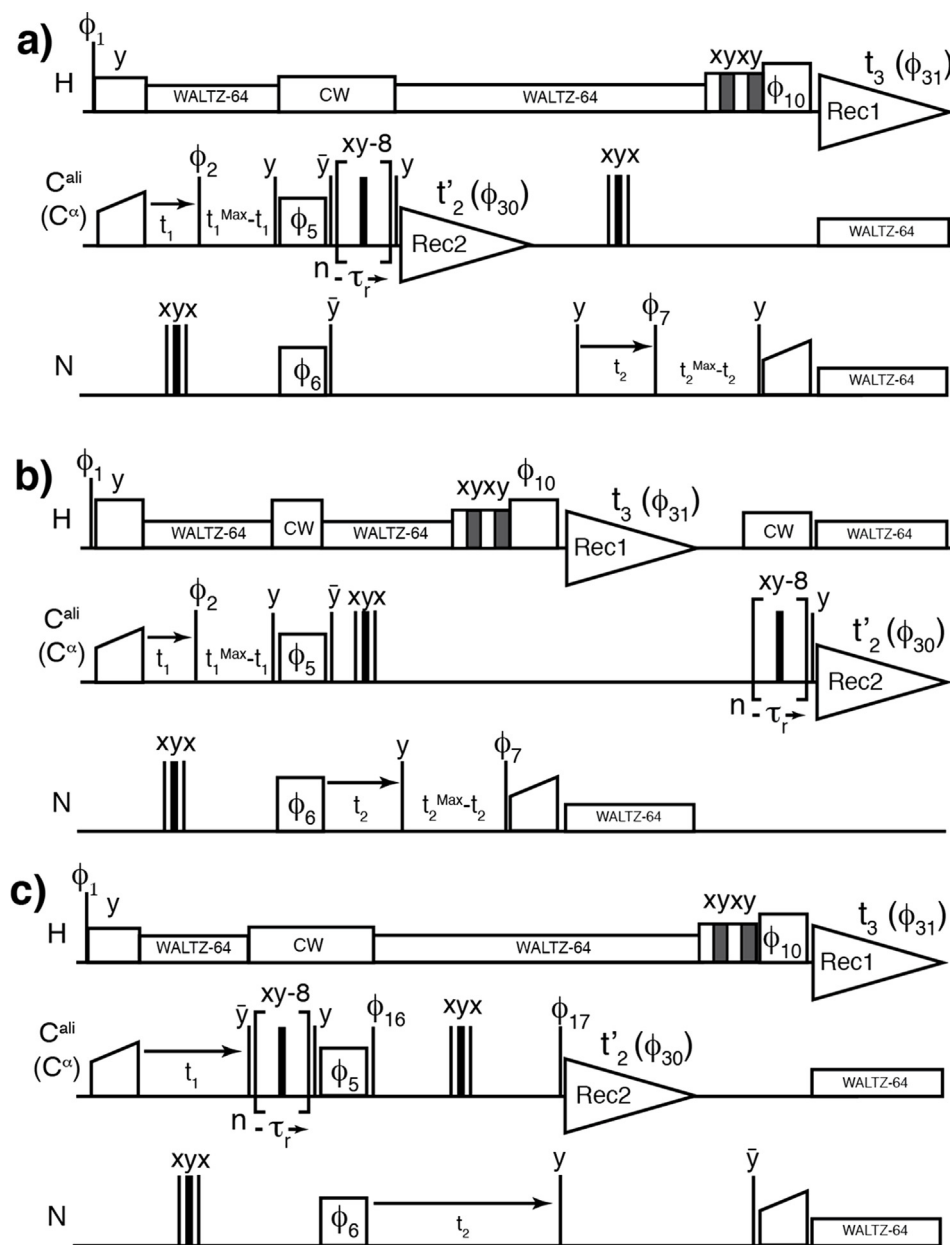 a)
ϕ1
y
xyxy
t3 (ϕ31)
H
WALTZ-64
CW
WALTZ-64
ϕ10
Rec1
xy-8
Cali
(Cα)
ϕ2
y
ȳ
y
t'2 (ϕ30)
xyx
t1
t1Max-t1
ϕ5
Rec2
WALTZ-64
n
τr
xyx
ȳ
y
ϕ7
y
N
ϕ6
t2
t2Max-t2
WALTZ-64
b)
ϕ1
y
xyxy
ϕ10
t3 (ϕ31)
H
WALTZ-64
CW
WALTZ-64
Rec1
CW
WALTZ-64
xy-8
Cali
(Cα)
ϕ2
y
ȳ
xyx
y
t'2 (ϕ30)
t1
t1Max-t1
ϕ5
Rec2
n
τr
xyx
y
ϕ7
N
ϕ6
t2
t2Max-t2
WALTZ-64
c)
ϕ1
y
xyxy
t3 (ϕ31)
H
WALTZ-64
CW
WALTZ-64
ϕ10
Rec1
xy-8
Cali
(Cα)
ȳ
y
ϕ16
xyx
ϕ17
t'2 (ϕ30)
t1
ϕ5
Rec2
WALTZ-64
n
τr
xyx
y
ȳ
N
ϕ6
t2
WALTZ-64